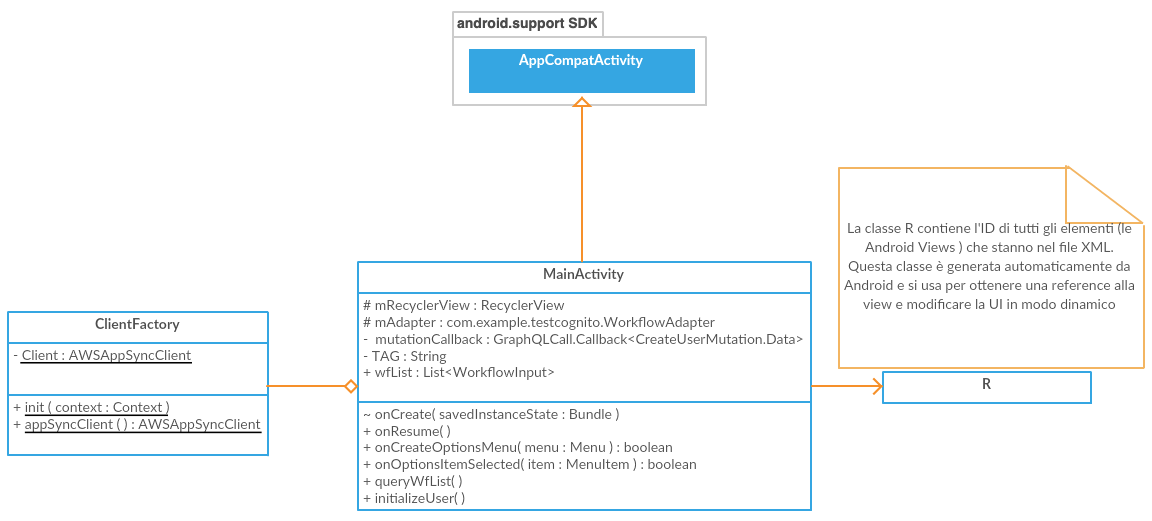 android.support SDK
AppCompatActivity
La classe R contiene l'ID di tutti gli elementi (le
Android Views ) che stanno nel file XML.
Questa classe è generata automaticamente da
Android e si usa per ottenere una reference alla
view e modificare la UI in modo dinamico
MainActivity
# mRecyclerView : RecyclerView
# mAdapter : com.example.testcognito.WorkflowAdapter
- mutationCallback : GraphQLCall.Callback<CreateUserMutation.Data>
- TAG : String
+ wfList : List<WorkflowInput>
~ onCreate( savedInstanceState : Bundle )
+ onResume( )
+ onCreateOptionsMenu( menu : Menu ) : boolean
+ onOptionsItemSelected( item : MenuItem ) : boolean
+ queryWfList( )
+ initializeUser( )
ClientFactory
- Client : AWSAppSyncClient
+ init ( context : Context )
+ appSyncClient ( ) : AWSAppSyncClient
R